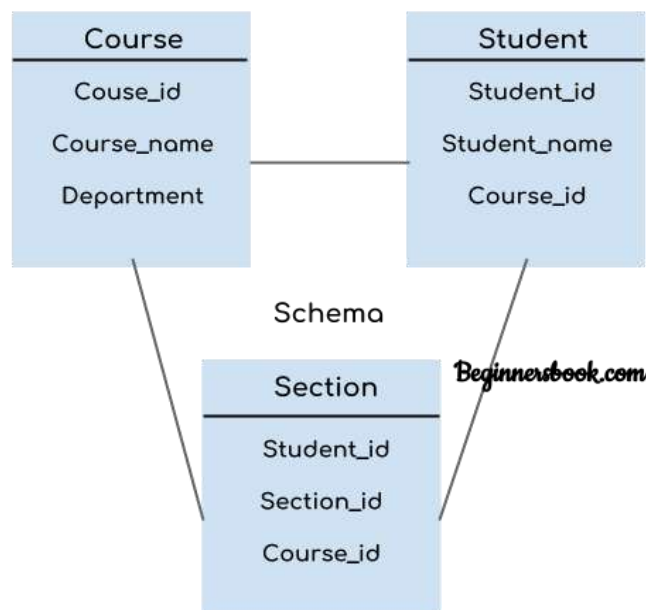 Course
Couse_id
Course_name
Department
Student
Student_id
Student_name
Course_id
Schema
Beginnersbook.com
Section
Student_id
Section_id
Course_id